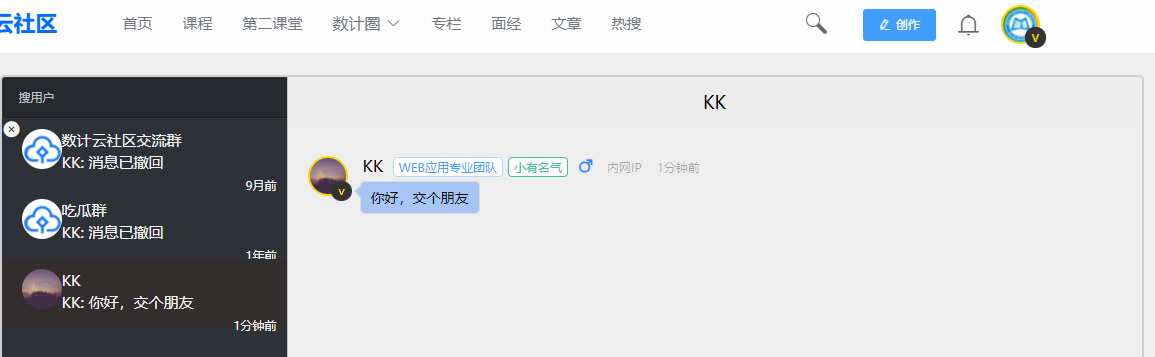 云社区 首页 课程 第二课堂 数计圈 专栏 面经 文章 热搜 创作
V
搜用户
数计云社区交流群
KK: 消息已撤回
9月前
吃瓜群
KK: 消息已撤回
1年前
KK
KK: 你好，交个朋友
1分钟前
KK
KK WEB应用专业团队 小有名气 内网IP 1分钟前
V
你好，交个朋友